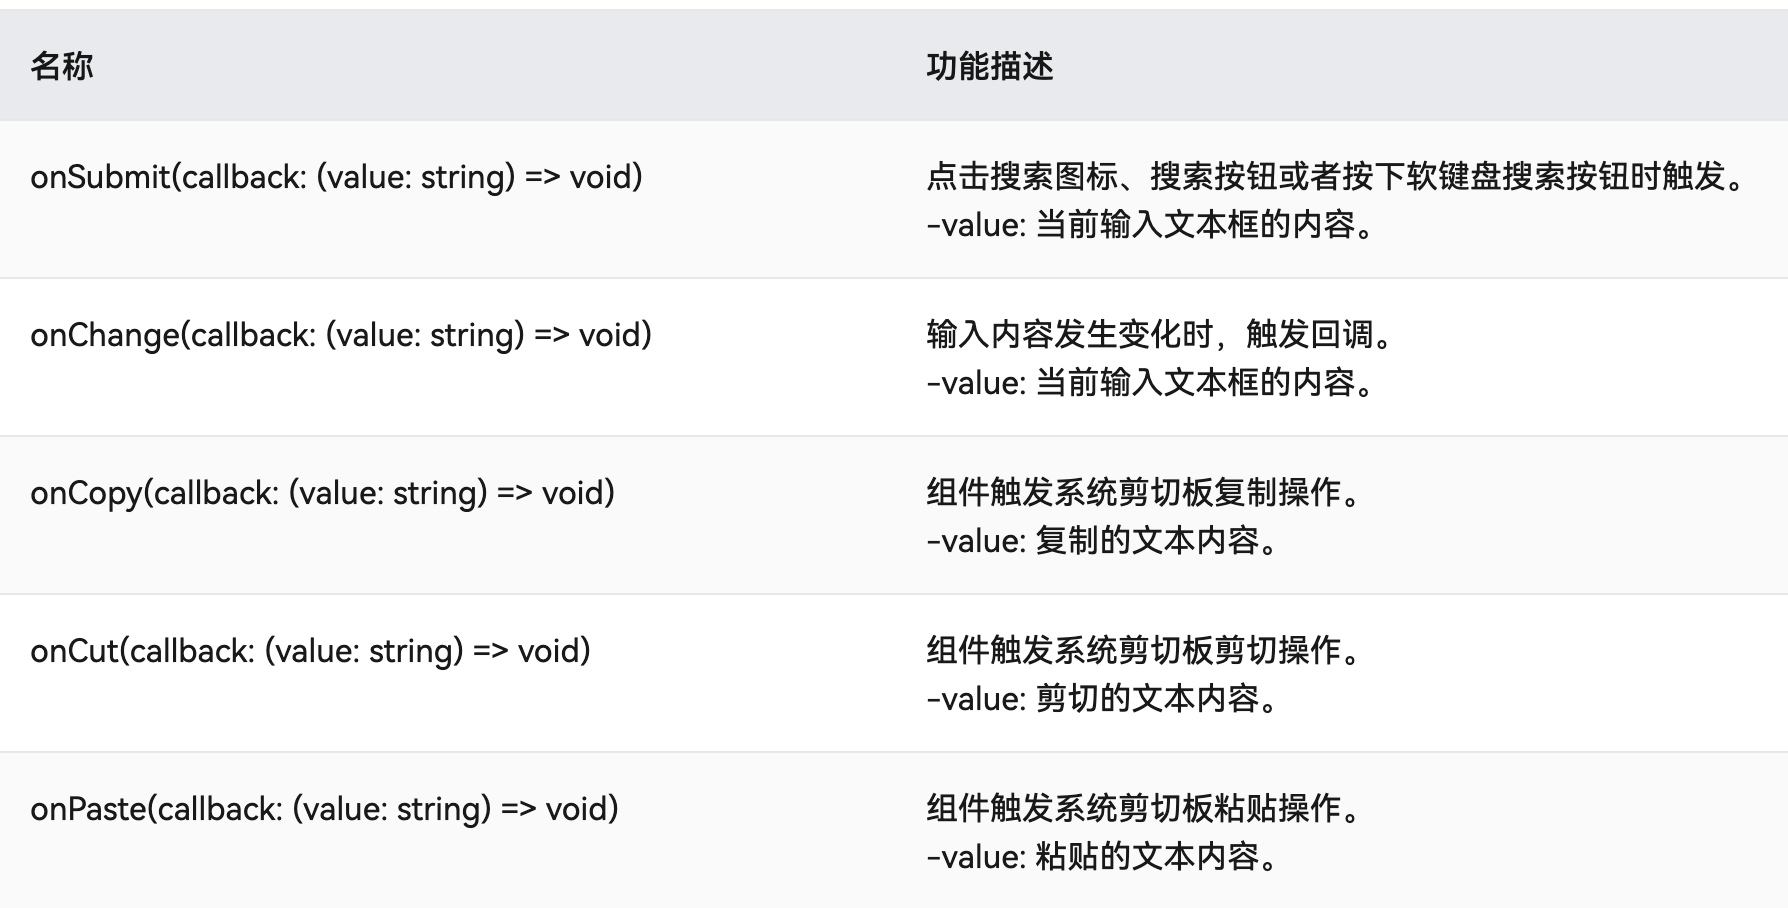 名称
功能描述
onSubmit(callback: (value: string) => void)
点击搜索图标、搜索按钮或者按下软键盘搜索按钮时触发。
-value: 当前输入文本框的内容。
onChange(callback: (value: string) => void)
输入内容发生变化时，触发回调。
-value: 当前输入文本框的内容。
onCopy(callback: (value: string) => void)
组件触发系统剪切板复制操作。
-value: 复制的文本内容。
onCut(callback: (value: string) => void)
组件触发系统剪切板剪切操作。
-value: 剪切的文本内容。
onPaste(callback: (value: string) => void)
组件触发系统剪切板粘贴操作。
-value: 粘贴的文本内容。